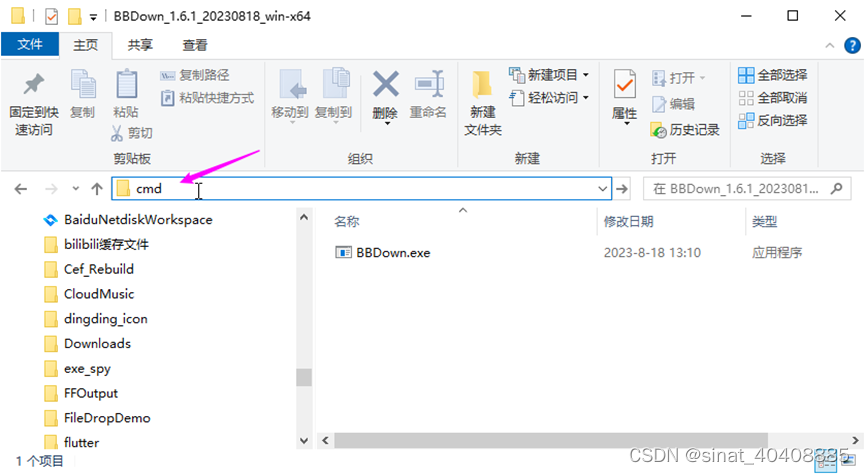 BBDown_1.6.1_20230818_win-x64
文件 主页 共享 查看
固定到快速访问
复制
粘贴
复制路径
粘贴快捷方式
剪切
剪贴板
移动到
复制到
删除
重命名
组织
新建文件夹
新建项目
轻松访问
新建
属性
打开
编辑
历史记录
打开
全部选择
全部取消
反向选择
选择
cmd
在 BBDown_1.6.1_2023081...
BaiduNetdiskWorkspace
bilibili缓存文件
Cef_Rebuild
CloudMusic
dingding_icon
Downloads
exe_spy
FFOutput
FileDropDemo
flutter
名称 修改日期 类型
BBDown.exe 2023-8-18 13:10 应用程序
1 个项目
CSDN @sinat_40408885